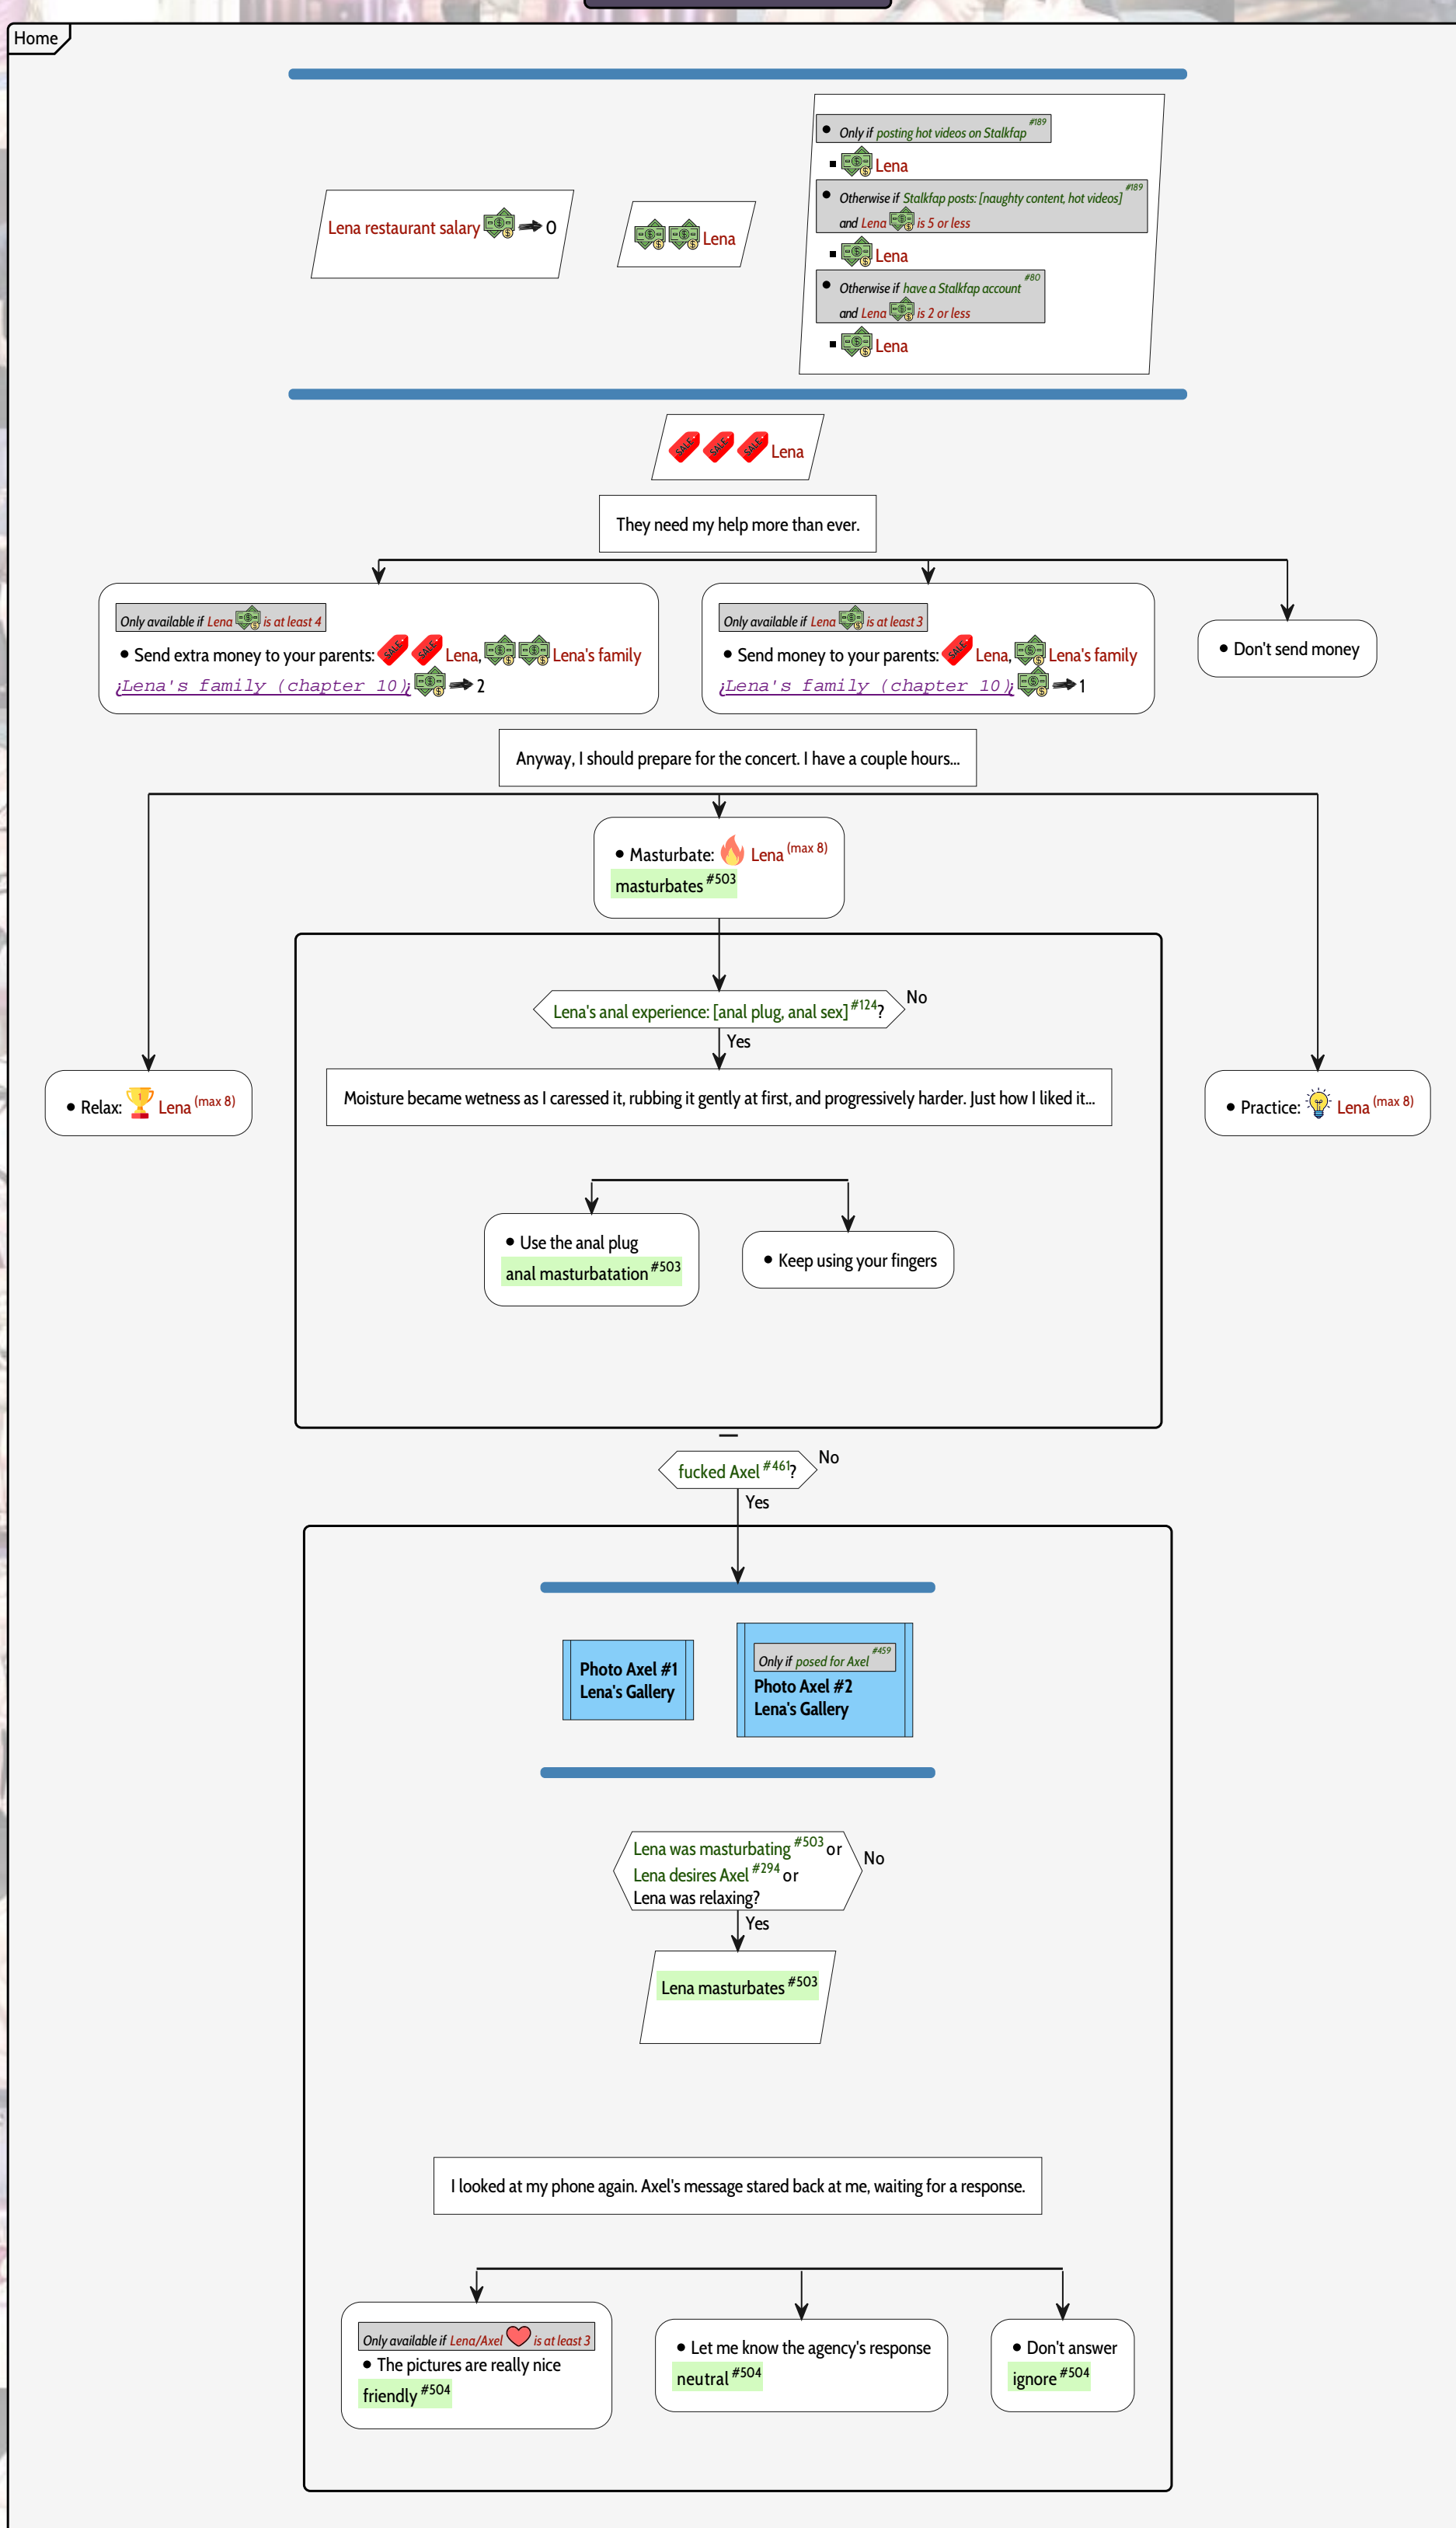 Home
Lena restaurant salary 0
Lena
Only if posting hot videos on Stalkfap #189
Lena
Otherwise if Stalkfap posts: [naughty content, hot videos] #189
and Lena is 5 or less
Lena
Otherwise if have a Stalkfap account #80
and Lena is 2 or less
Lena
SALE SALE SALE Lena
They need my help more than ever.
Only available if Lena is at least 4
Send extra money to your parents: SALE SALE Lena, Lena's family
¿Lena's family (chapter 10)¿ 2
Only available if Lena is at least 3
Send money to your parents: SALE Lena, Lena's family
¿Lena's family (chapter 10)¿ 1
Don't send money
Anyway, I should prepare for the concert. I have a couple hours...
Masturbate: Lena (max 8)
masturbates #503
Lena's anal experience: [anal plug, anal sex] #124?
No
Yes
Relax: Lena (max 8)
Moisture became wetness as I caressed it, rubbing it gently at first, and progressively harder. Just how I liked it...
Practice: Lena (max 8)
Use the anal plug
anal masturbatation #503
Keep using your fingers
fucked Axel #461?
No
Yes
Photo Axel #1
Lena's Gallery
Only if posed for Axel #459
Photo Axel #2
Lena's Gallery
Lena was masturbating #503 or
Lena desires Axel #294 or
Lena was relaxing?
No
Yes
Lena masturbates #503
I looked at my phone again. Axel's message stared back at me, waiting for a response.
Only available if Lena/Axel is at least 3
The pictures are really nice
friendly #504
Let me know the agency's response
neutral #504
Don't answer
ignore #504